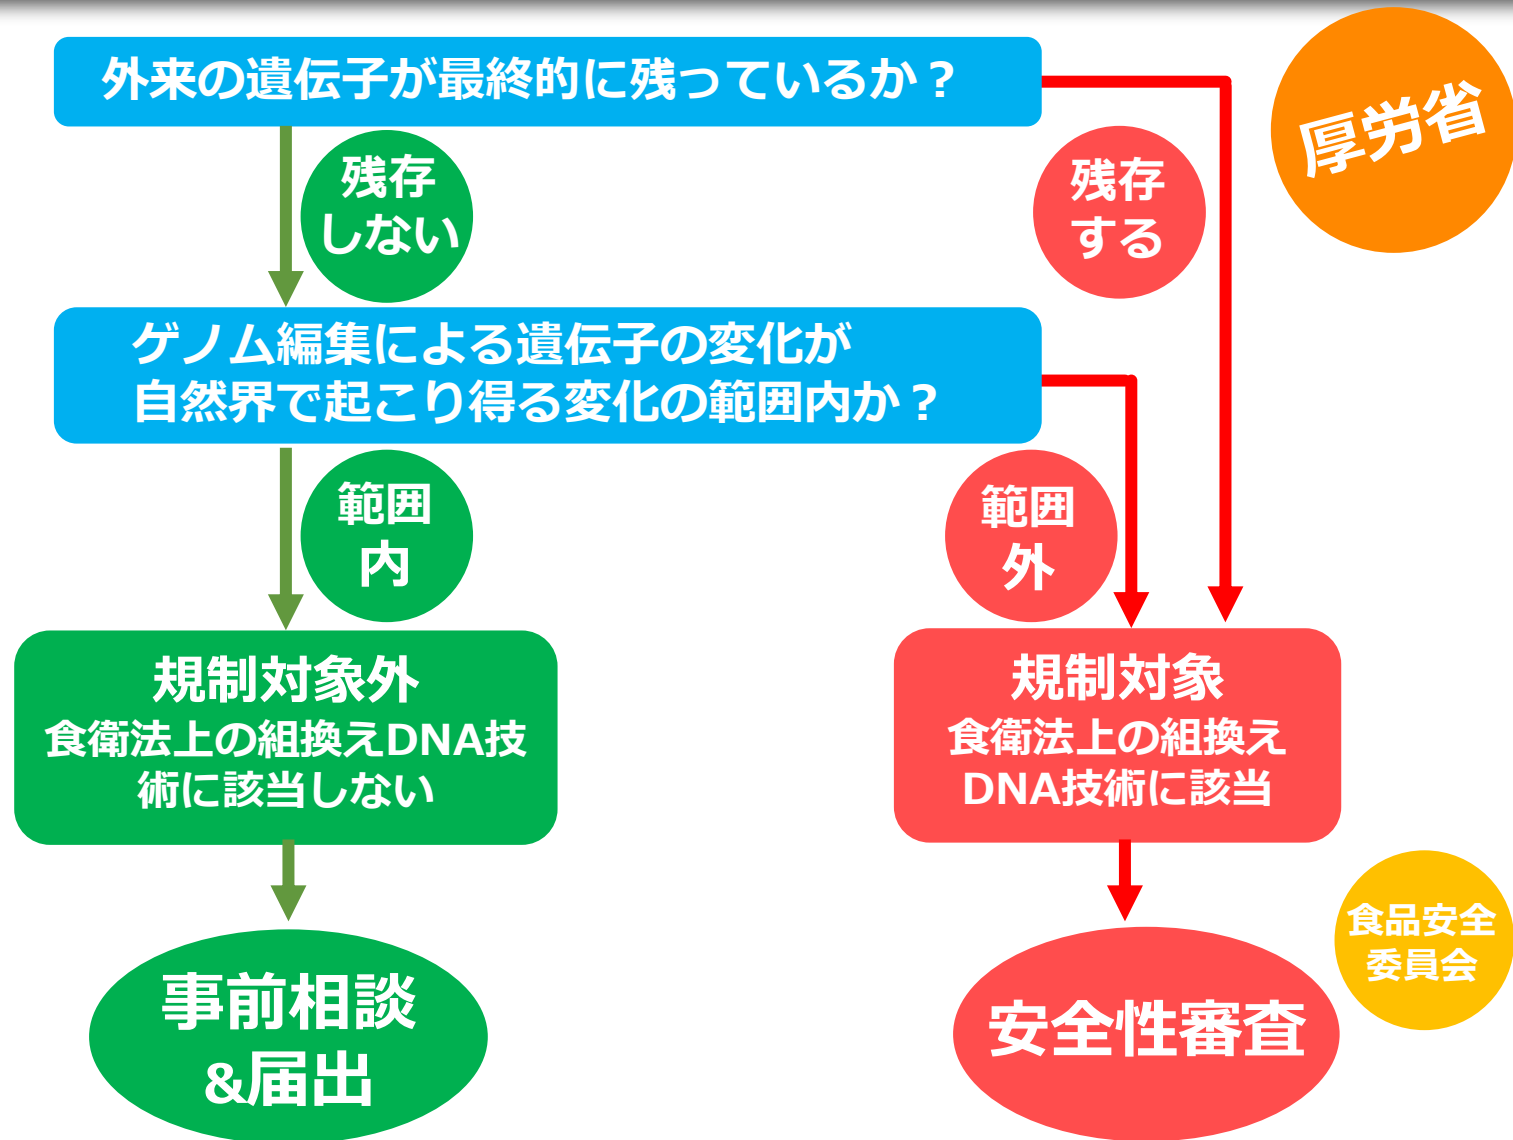 外来の遺伝子が最終的に残っているか？
厚労省
残存
しない
残存
する
ゲノム編集による遺伝子の変化が
自然界で起こり得る変化の範囲内か？
範囲
内
範囲
外
規制対象外
食衛法上の組換えDNA技
術に該当しない
規制対象
食衛法上の組換え
DNA技術に該当
食品安全
委員会
事前相談
&届出
安全性審査